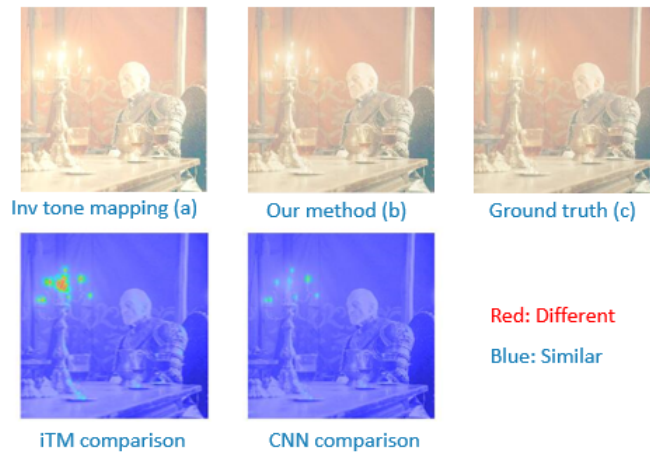 Inv tone mapping (a)
Our method (b)
Ground truth (c)
Red: Different
Blue: Similar
iTM comparison
CNN comparison